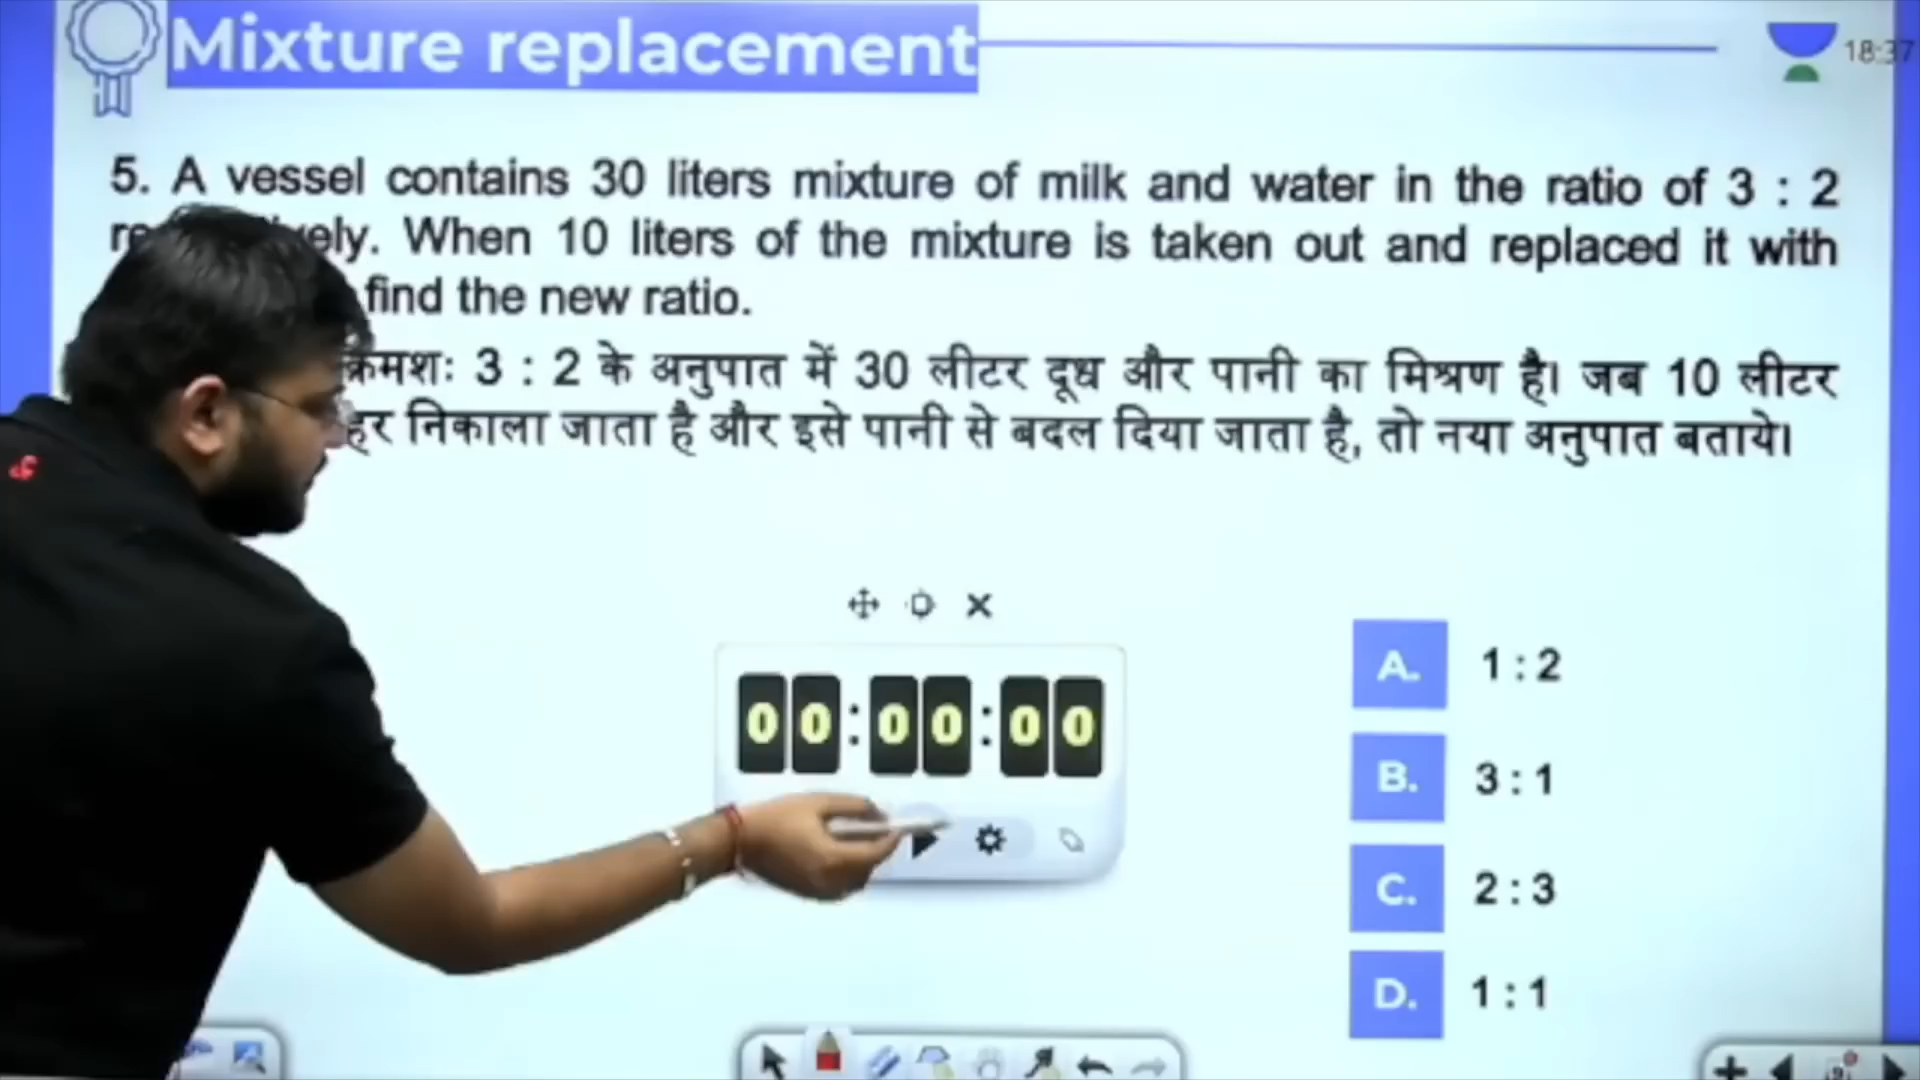 Mixture replacement
18:37
5. A vessel contains 30 liters mixture of milk and water in the ratio of 3 : 2
When 10 liters of the mixture is taken out and replaced it with
find the new ratio.
क्रमशः 3 : 2 के अनुपात में 30 लीटर दूध और पानी का मिश्रण है। जब 10 लीटर
निकाला जाता है और इसे पानी से बदल दिया जाता है, तो नया अनुपात बताये।
00:00:00
A. 1 : 2
B. 3 : 1
C. 2 : 3
D. 1 : 1